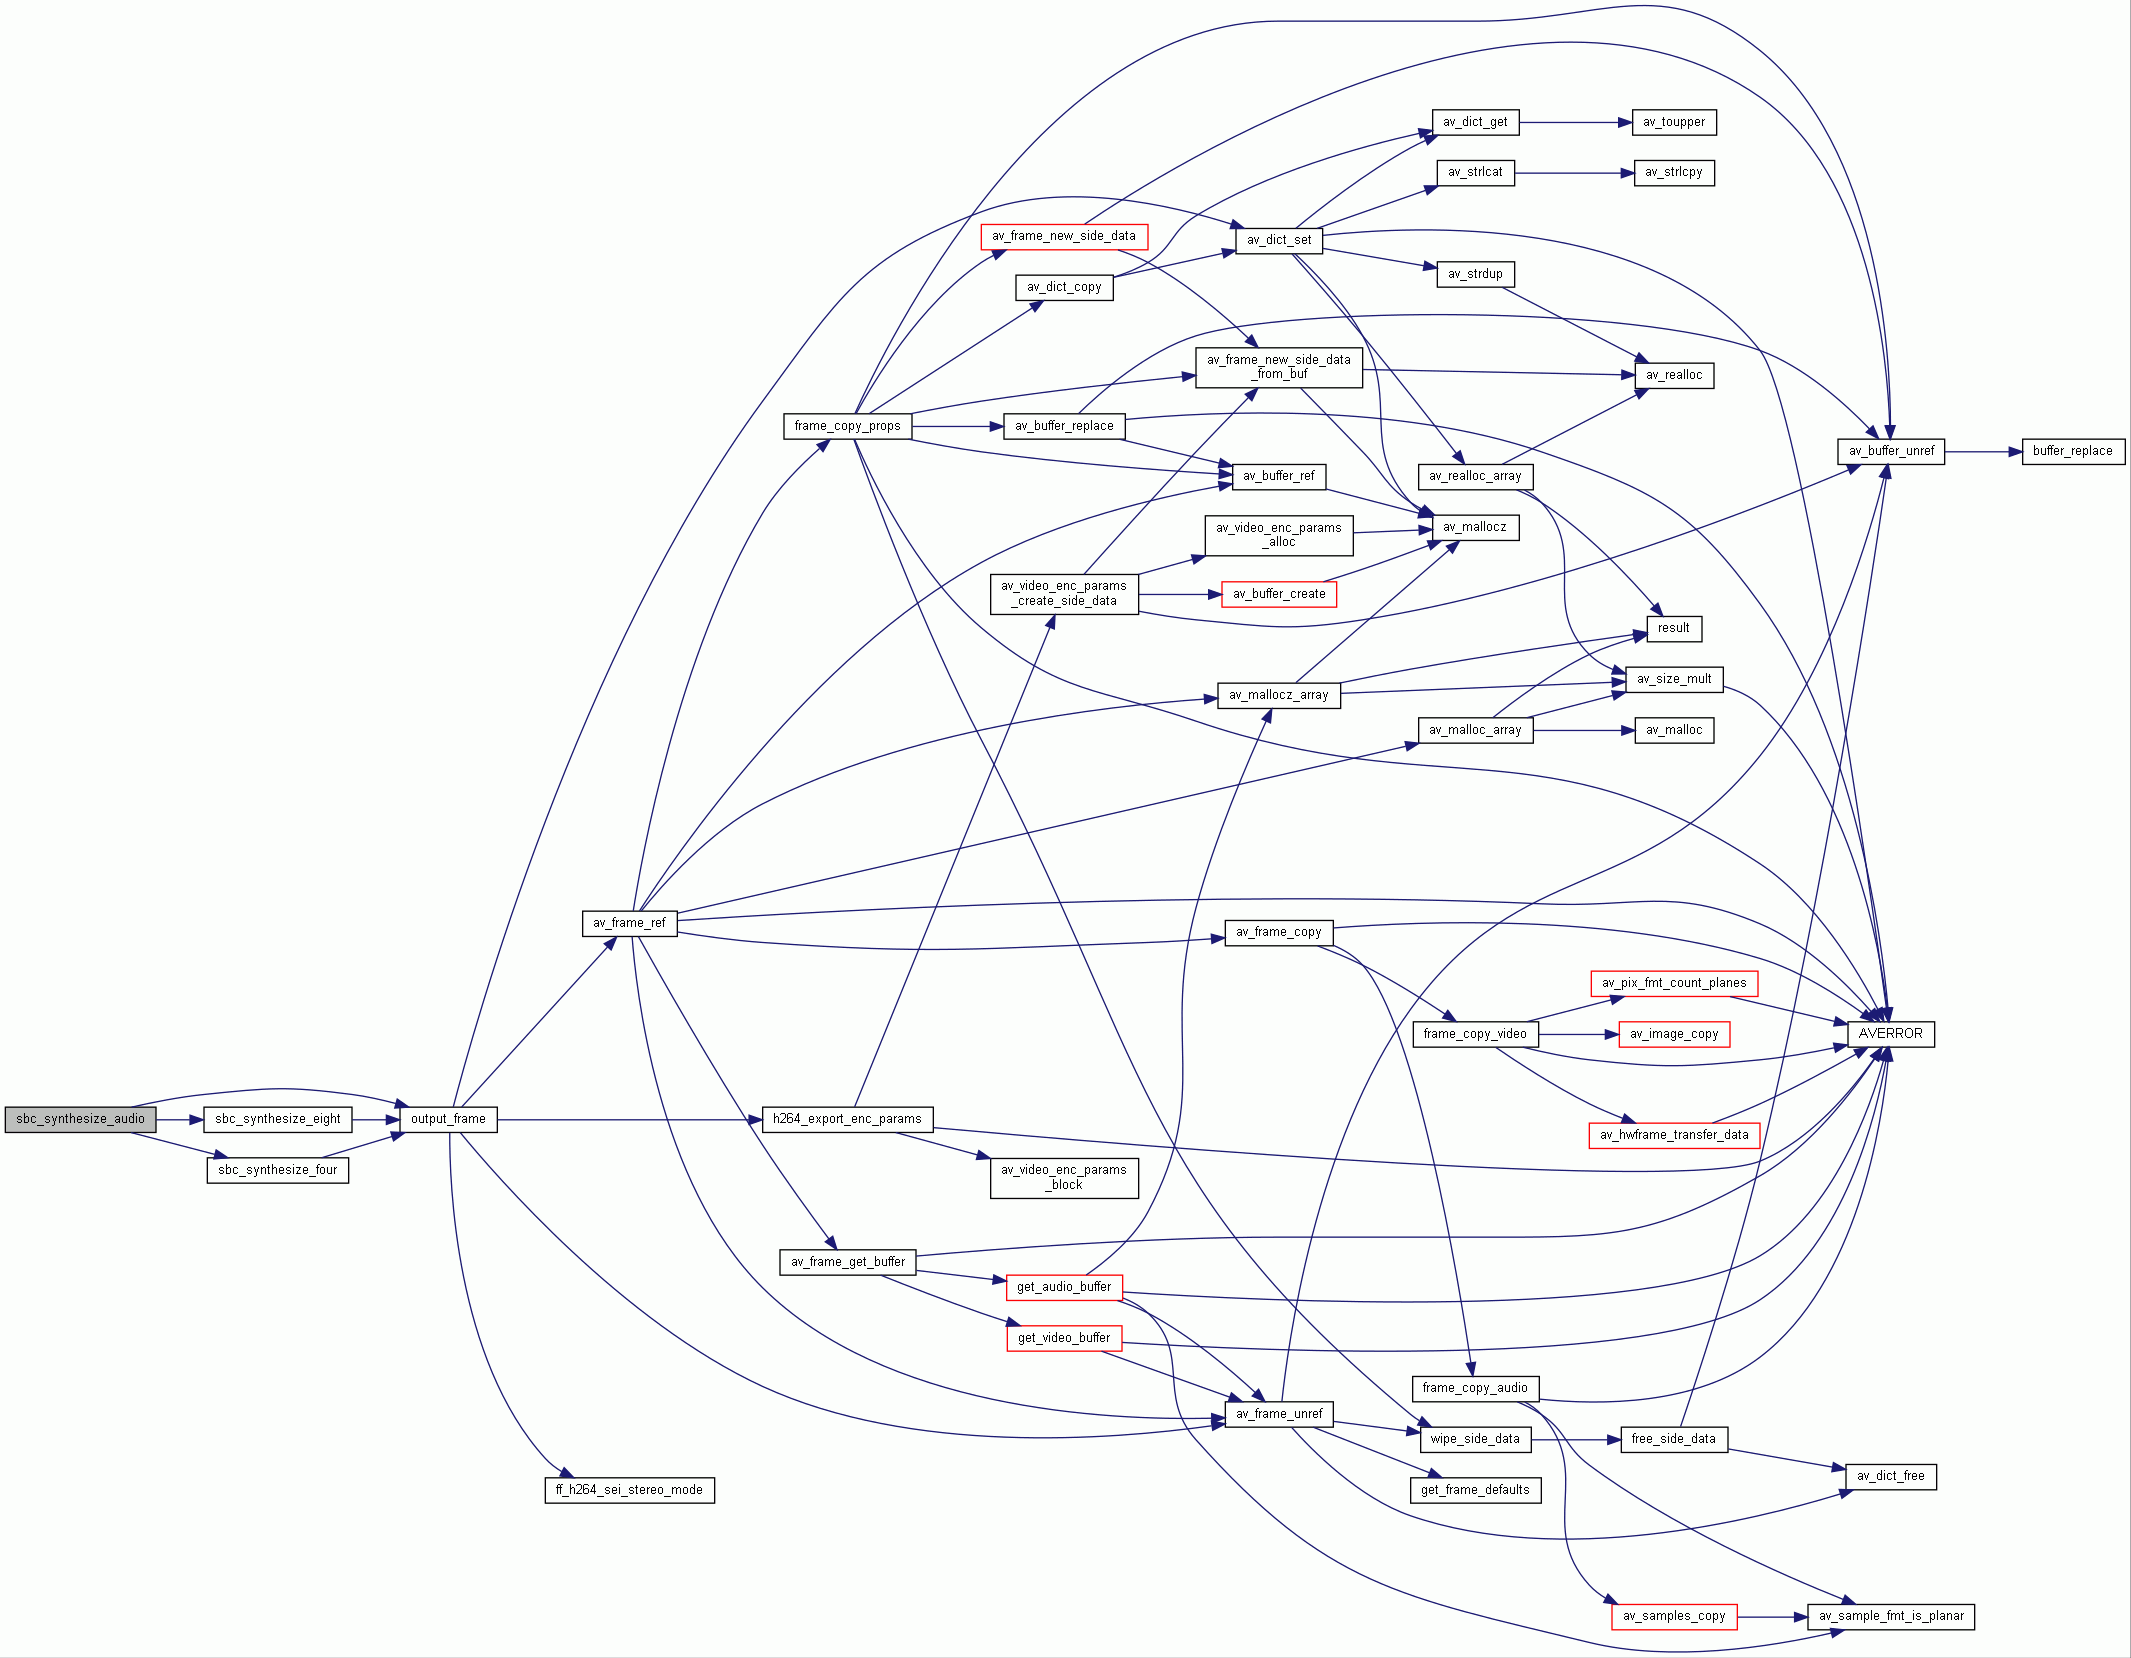 av_dict_get
av_toupper
av_strlcat
av_strlcpy
av_frame_new_side_data
av_dict_set
av_strdup
av_dict_copy
av_frame_new_side_data
_from_buf
av_realloc
frame_copy_props
av_buffer_replace
av_buffer_unref
buffer_replace
av_buffer_ref
av_realloc_array
av_video_enc_params
_alloc
av_mallocz
av_video_enc_params
_create_side_data
av_buffer_create
result
av_mallocz_array
av_size_mult
av_malloc_array
av_malloc
av_frame_ref
av_frame_copy
av_pix_fmt_count_planes
frame_copy_video
av_image_copy
AVERROR
sbc_synthesize_audio
sbc_synthesize_eight
output_frame
h264_export_enc_params
av_hwframe_transfer_data
sbc_synthesize_four
av_video_enc_params
_block
av_frame_get_buffer
get_audio_buffer
get_video_buffer
frame_copy_audio
av_frame_unref
wipe_side_data
free_side_data
av_dict_free
ff_h264_sei_stereo_mode
get_frame_defaults
av_samples_copy
av_sample_fmt_is_planar